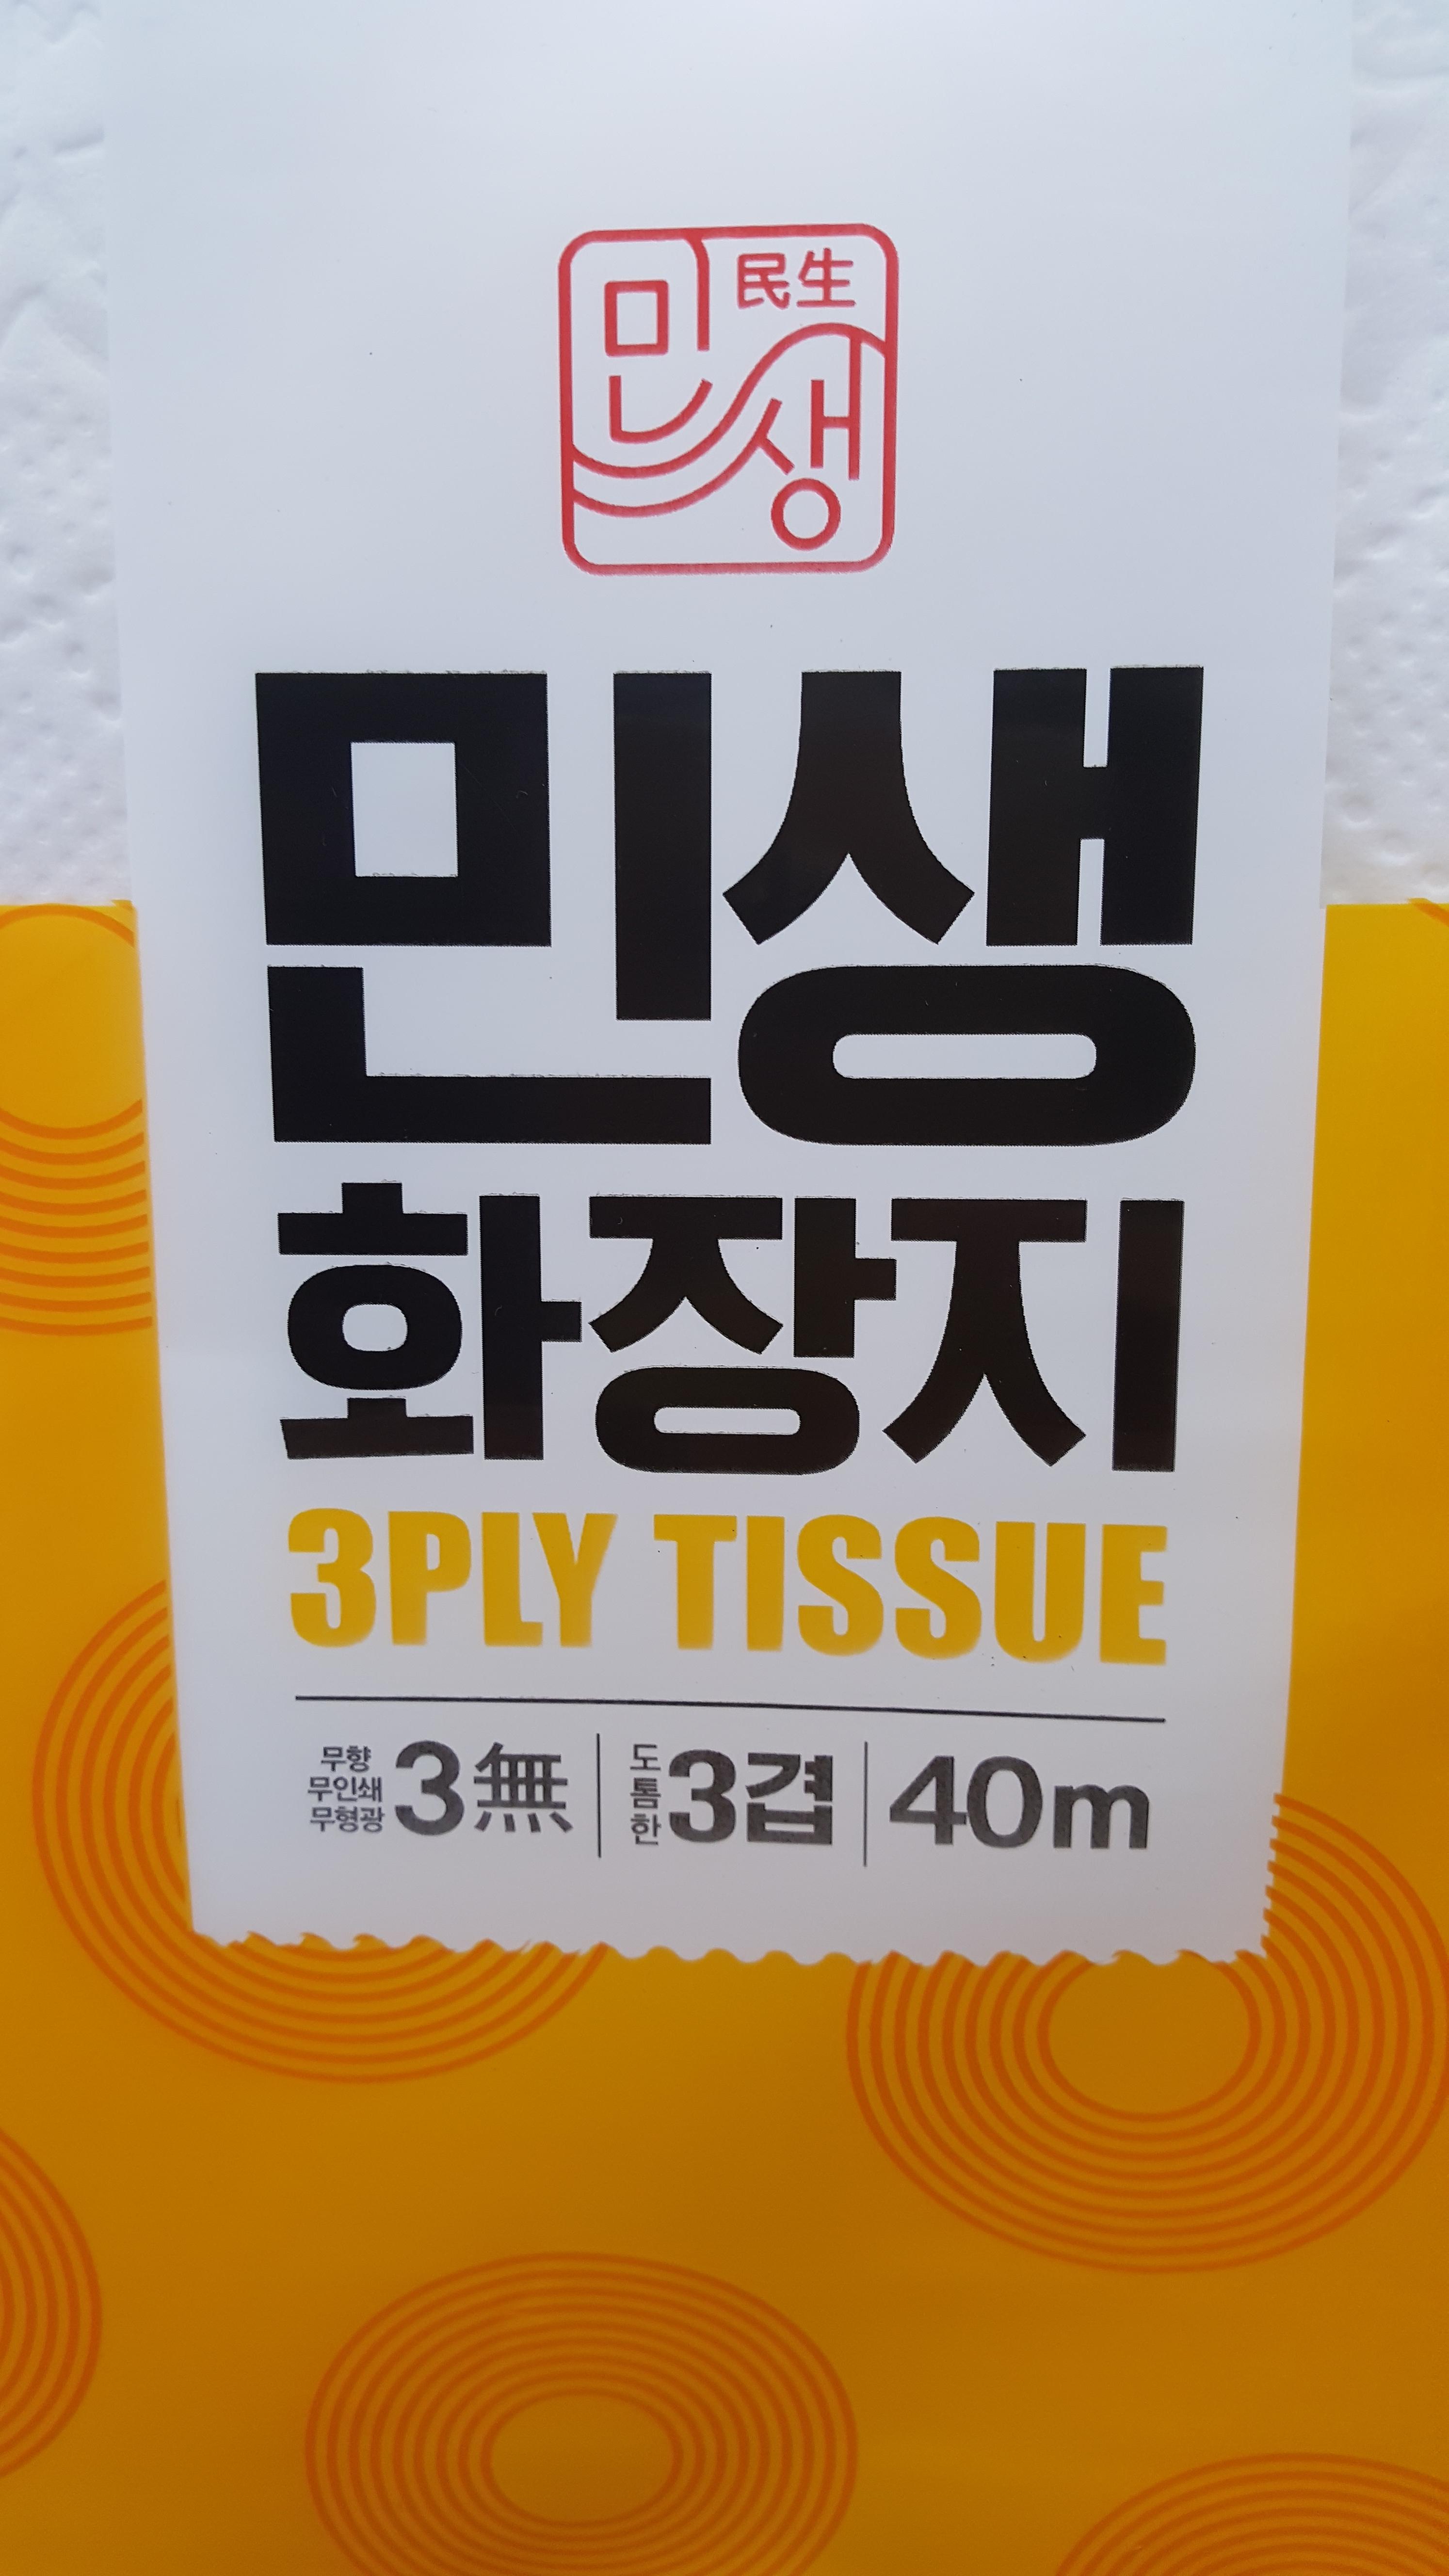 민 民生
생
민생
화장지
3PLY TISSUE
무향
무인쇄
무형광
3無
도톰한
3겹
40m